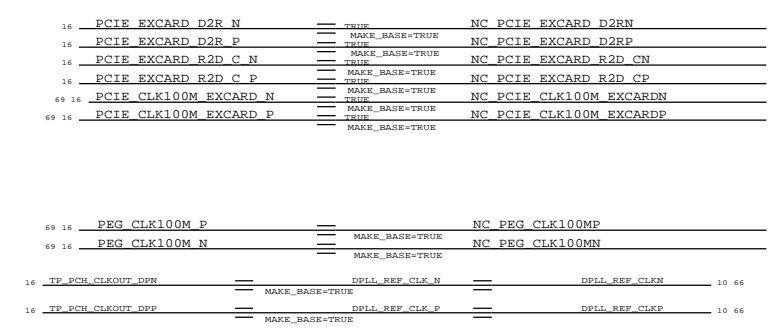 16 PCIE_EXCARD_D2R_N TRUE NC_PCIE_EXCARD_D2RN
MAKE_BASE=TRUE
16 PCIE_EXCARD_D2R_P TRUE NC_PCIE_EXCARD_D2RP
MAKE_BASE=TRUE
16 PCIE_EXCARD_R2D_C_N TRUE NC_PCIE_EXCARD_R2D_CN
MAKE_BASE=TRUE
16 PCIE_EXCARD_R2D_C_P TRUE NC_PCIE_EXCARD_R2D_CP
MAKE_BASE=TRUE
69 16 PCIE_CLK100M_EXCARD_N TRUE NC_PCIE_CLK100M_EXCARDN
MAKE_BASE=TRUE
69 16 PCIE_CLK100M_EXCARD_P TRUE NC_PCIE_CLK100M_EXCARDP
MAKE_BASE=TRUE
69 16 PEG_CLK100M_P NC_PEG_CLK100MP
MAKE_BASE=TRUE
69 16 PEG_CLK100M_N NC_PEG_CLK100MN
MAKE_BASE=TRUE
16 TP_PCH_CLKOUT_DPN DPLL_REF_CLK_N DPLL_REF_CLKN 10 66
MAKE_BASE=TRUE
16 TP_PCH_CLKOUT_DPP DPLL_REF_CLK_P DPLL_REF_CLKP 10 66
MAKE_BASE=TRUE